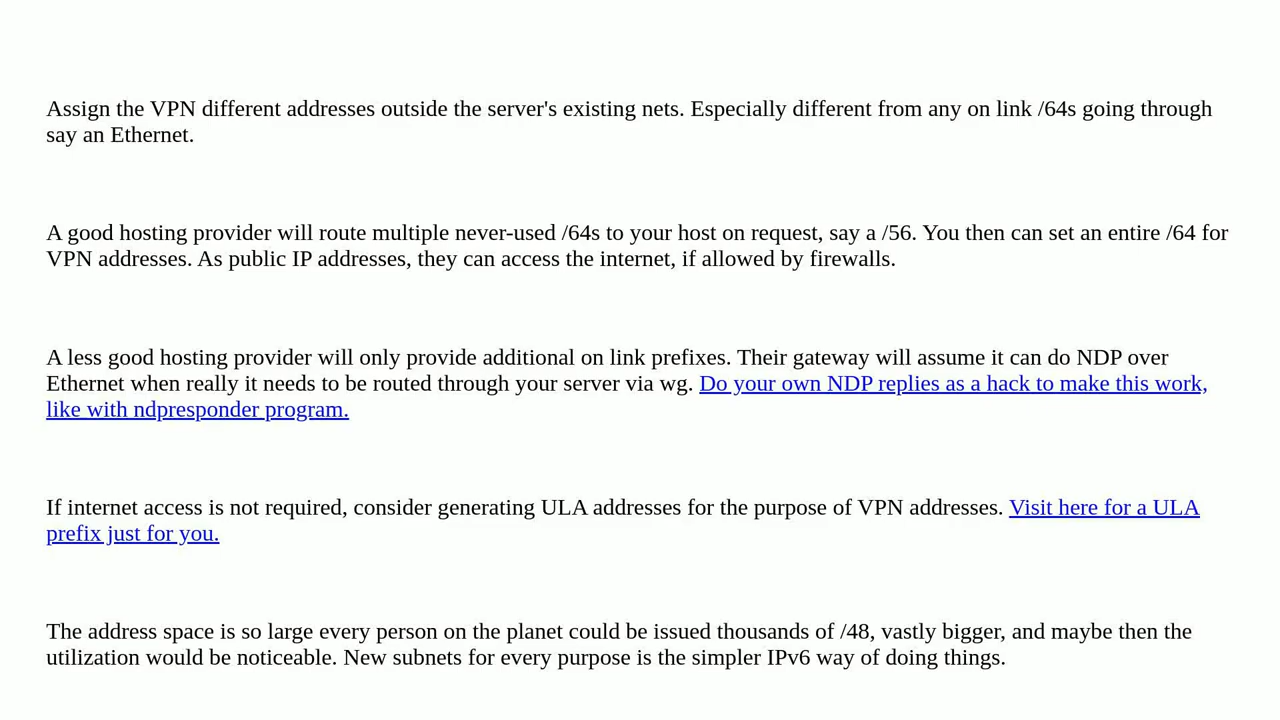 Assign the VPN different addresses outside the server's existing nets. Especially different from any on link /64s going through
say an Ethernet.
A good hosting provider will route multiple never-used /64s to your host on request, say a /56. You then can set an entire /64 for
VPN addresses. As public IP addresses, they can access the internet, if allowed by firewalls.
A less good hosting provider will only provide additional on link prefixes. Their gateway will assume it can do NDP over
Ethernet when really it needs to be routed through your server via wg. Do your own NDP replies as a hack to make this work,
like with ndpresponder program.
If internet access is not required, consider generating ULA addresses for the purpose of VPN addresses. Visit here for a ULA
prefix just for you.
The address space is so large every person on the planet could be issued thousands of /48, vastly bigger, and maybe then the
utilization would be noticeable. New subnets for every purpose is the simpler IPv6 way of doing things.